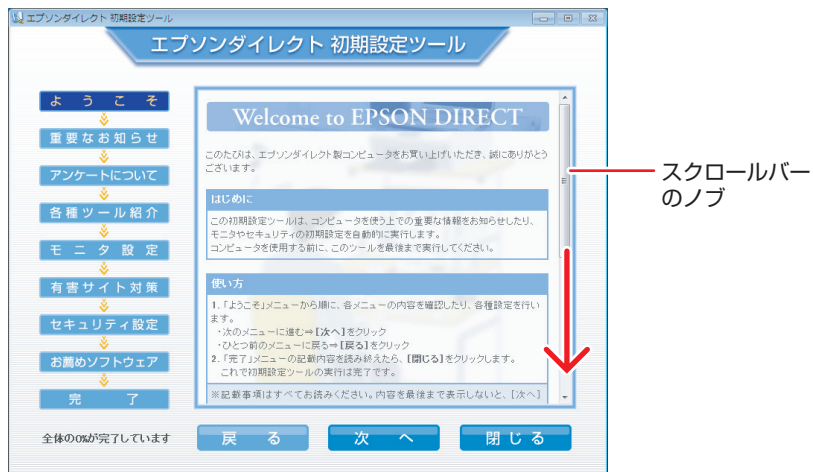 エプソンダイレクト 初期設定ツール
エプソンダイレクト 初期設定ツール
ようこそ
重要なお知らせ
アンケートについて
各種ツール紹介
モニタ設定
有害サイト対策
セキュリティ設定
お薦めソフトウェア
完了
Welcome to EPSON DIRECT
このたびは、エプソンダイレクト製コンピュータをお買い上げいただき、誠にありがとう
ございます。
はじめに
この初期設定ツールは、コンピュータを使う上での重要な情報をお知らせしたり、
モニタやセキュリティの初期設定を自動的に実行します。
コンピュータを使用する前に、このツールを最後まで実行してください。
使い方
1. 「ようこそ」メニューから順に、各メニューの内容を確認したり、各種設定を行い
ます。
・次のメニューに進む⇒[次へ]をクリック
・ひとつ前のメニューに戻る⇒[戻る]をクリック
2. 「完了」メニューの記載内容を読み終えたら、[閉じる]をクリックします。
これで初期設定ツールの実行は完了です。
※記載事項はすべてお読みください。内容を最後まで表示しないと、[次へ]
スクロールバー
のノブ
全体の0%が完了しています
戻る
次へ
閉じる